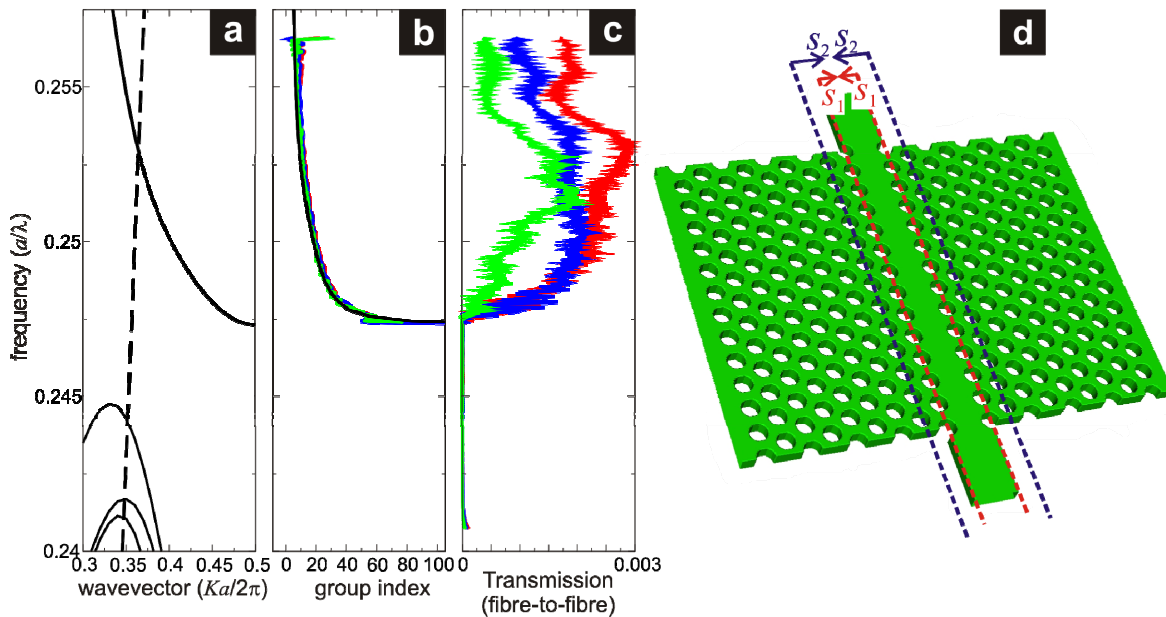 a
b
c
d
frequency (a/λ)
0.255
0.25
0.245
0.24
0.3 0.35 0.4 0.45 0.5
wavevector (Ka/2π)
0 20 40 60 80 100
group index
0 0.003
Transmission
(fibre-to-fibre)
S2 S2
S1 S1